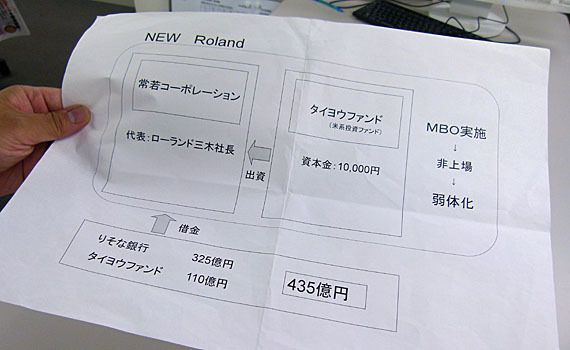 NEW Roland
常若コーポレーション
代表：ローランド三木社長
出資
タイヨウファンド
（米系投資ファンド）
資本金：10,000円
MBO実施
↓
非上場
↓
弱体化
借金
りそな銀行 325億円
タイヨウファンド 110億円
435億円